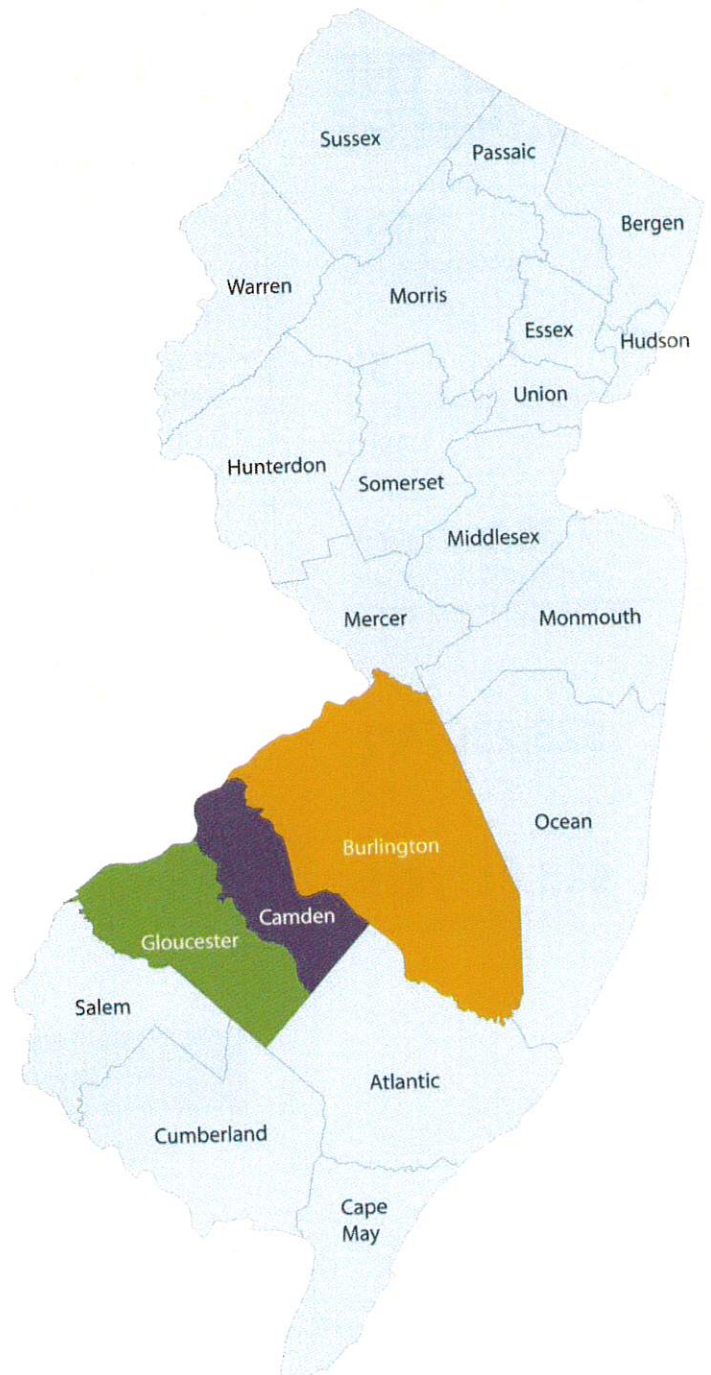 Sussex
Passaic
Bergen
Warren
Morris
Essex
Hudson
Union
Hunterdon
Somerset
Middlesex
Mercer
Monmouth
Ocean
Burlington
Camden
Gloucester
Salem
Atlantic
Cumberland
Cape
May